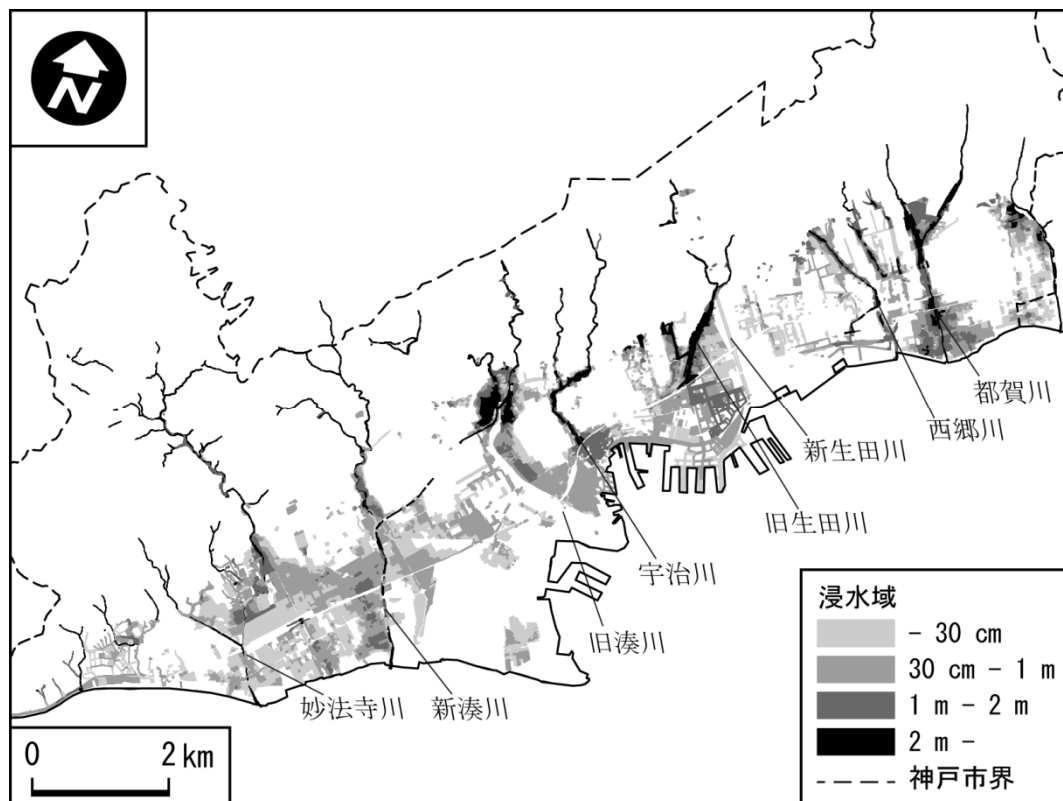 N
都賀川
西郷川
新生田川
旧生田川
宇治川
旧湊川
妙法寺川
新湊川
0 2 km
浸水域
- 30 cm
30 cm - 1 m
1 m - 2 m
2 m -
神戸市界